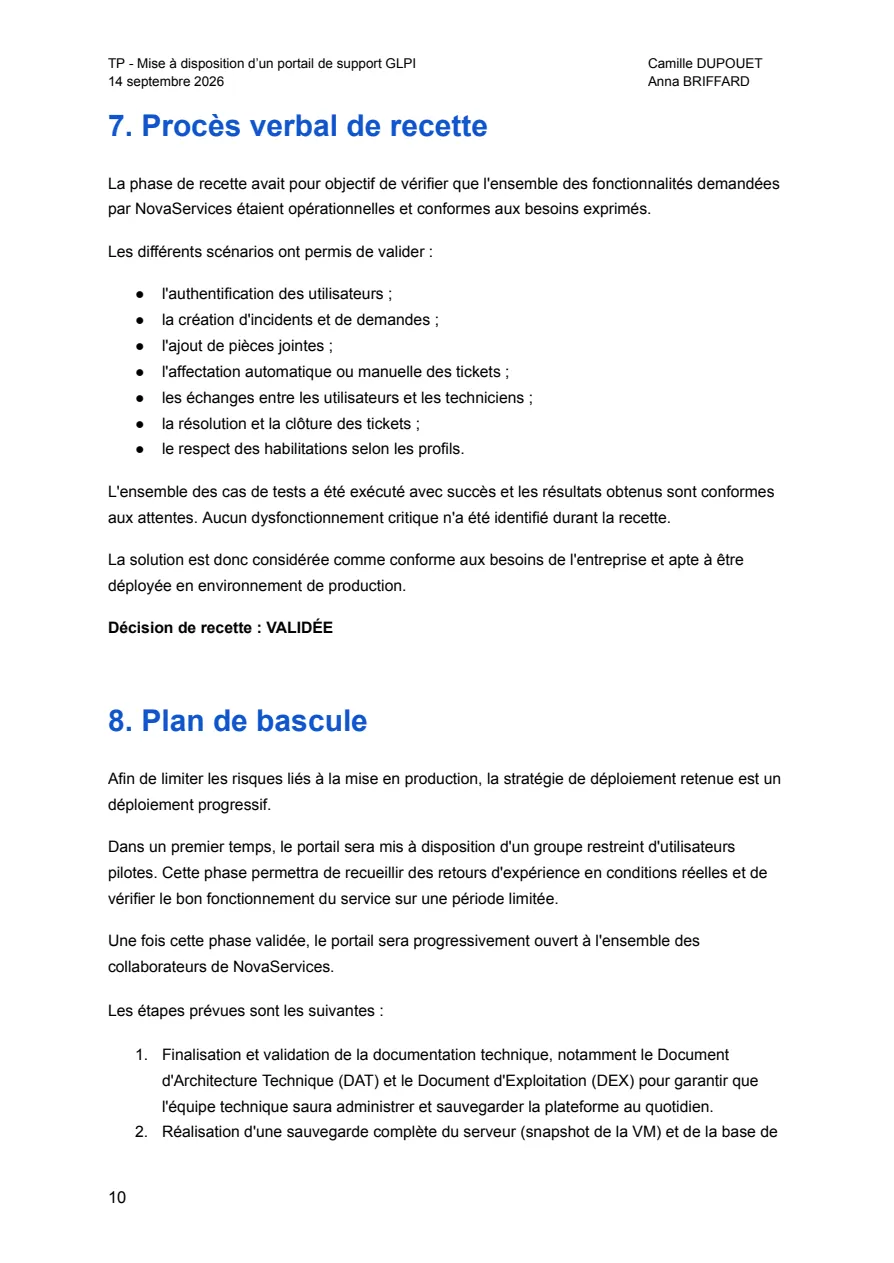 TP - Mise à disposition d'un portail de support GLPI
Camille DUPOUET
14 septembre 2026
Anna BRIFFARD
7. Procès verbal de recette
La phase de recette avait pour objectif de vérifier que l'ensemble des fonctionnalités demandées
par NovaServices étaient opérationnelles et conformes aux besoins exprimés.
Les différents scénarios ont permis de valider :
● l'authentification des utilisateurs ;
● la création d'incidents et de demandes ;
● l'ajout de pièces jointes ;
● l'affectation automatique ou manuelle des tickets ;
● les échanges entre les utilisateurs et les techniciens ;
● la résolution et la clôture des tickets ;
● le respect des habilitations selon les profils.
L'ensemble des cas de tests a été exécuté avec succès et les résultats obtenus sont conformes
aux attentes. Aucun dysfonctionnement critique n'a été identifié durant la recette.
La solution est donc considérée comme conforme aux besoins de l'entreprise et apte à être
déployée en environnement de production.
Décision de recette : VALIDÉE
8. Plan de bascule
Afin de limiter les risques liés à la mise en production, la stratégie de déploiement retenue est un
déploiement progressif.
Dans un premier temps, le portail sera mis à disposition d'un groupe restreint d'utilisateurs
pilotes. Cette phase permettra de recueillir des retours d'expérience en conditions réelles et de
vérifier le bon fonctionnement du service sur une période limitée.
Une fois cette phase validée, le portail sera progressivement ouvert à l'ensemble des
collaborateurs de NovaServices.
Les étapes prévues sont les suivantes :
1. Finalisation et validation de la documentation technique, notamment le Document
d'Architecture Technique (DAT) et le Document d'Exploitation (DEX) pour garantir que
l'équipe technique saura administrer et sauvegarder la plateforme au quotidien.
2. Réalisation d'une sauvegarde complète du serveur (snapshot de la VM) et de la base de
10